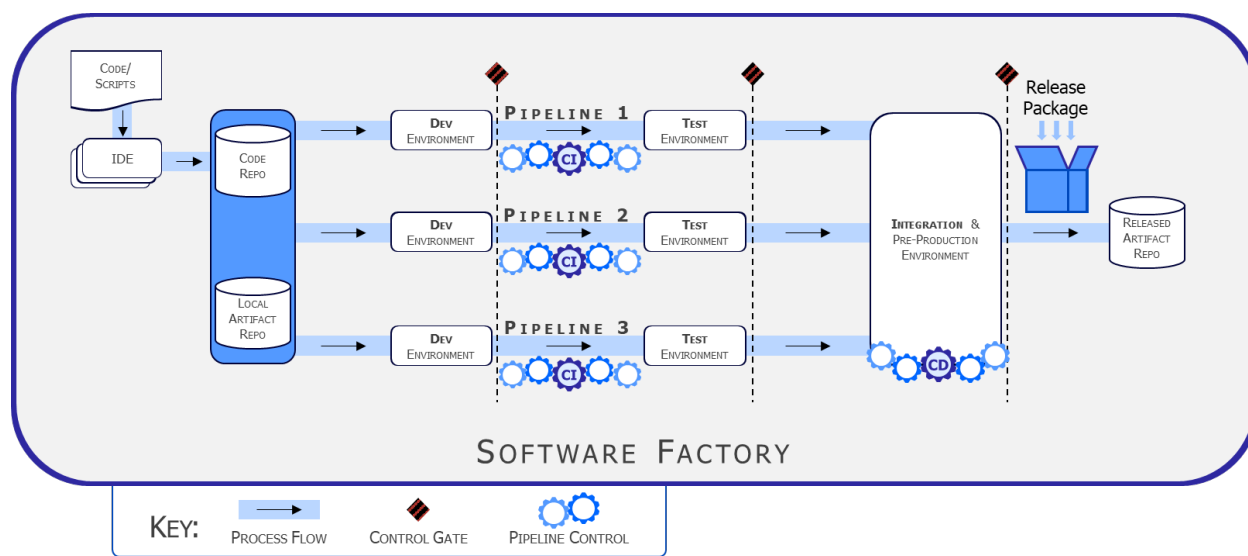 Code/
Scripts
IDE
Code
Repo
Local
Artifact
Repo
Dev
Environment
Pipeline 1
CI
Test
Environment
Dev
Environment
Pipeline 2
CI
Test
Environment
Dev
Environment
Pipeline 3
CI
Test
Environment
Integration &
Pre-Production
Environment
CD
Release
Package
Released
Artifact
Repo
Software Factory
Key:
Process Flow
Control Gate
Pipeline Control